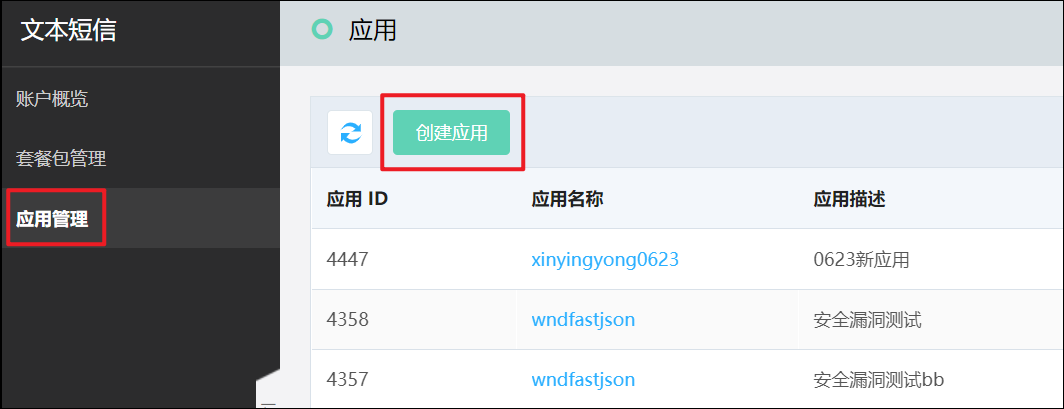 文本短信
应用
账户概览
套餐包管理
应用管理
创建应用
应用 ID 应用名称 应用描述
4447 xinyingyong0623 0623新应用
4358 wndfastjson 安全漏洞测试
4357 wndfastjson 安全漏洞测试bb